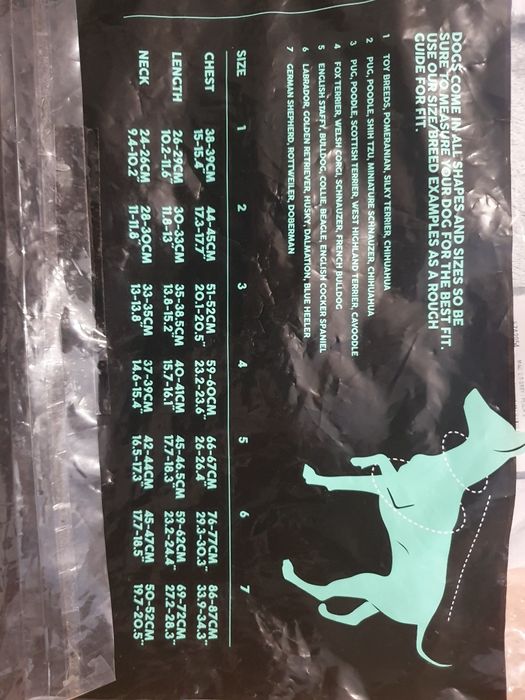 DOGS COME IN ALL SHAPES AND SIZES SO BE
SURE TO MEASURE YOUR DOG FOR THE BEST FIT.
USE OUR SIZE/BREED EXAMPLES AS A ROUGH
GUIDE FOR FIT.
1 TOY BREEDS, POMERANIAN, SILKY TERRIER, CHIHUAHUA
2 PUG, POODLE, SHIH TZU, MINIATURE SCHNAUZER, CHIHUAHUA
3 PUG, POODLE, SCOTTISH TERRIER, WEST HIGHLAND TERRIER, CAVOODLE
4 FOX TERRIER, WELSH CORGI, SCHNAUZER, FRENCH BULLDOG
5 ENGLISH STAFFY, BULLDOG, COLLIE, BEAGLE, ENGLISH COCKER SPANIEL
6 LABRADOR, GOLDEN RETRIEVER, HUSKY, DALMATION, BLUE HEELER
7 GERMAN SHEPHERD, ROTTWEILER, DOBERMAN
SIZE 1 2 3 4 5 6 7
CHEST 38-39CM 44-45CM 51-52CM 59-60CM 66-67CM 76-77CM 86-87CM
15-15.4" 17.3-17.7" 20.1-20.5" 23.2-23.6" 26-26.4" 29.3-30.3" 33.9-34.3"
LENGTH 26-29CM 30-33CM 35-38.5CM 40-41CM 45-46.5CM 59-62CM 69-72CM
10.2-11.6" 11.8-13" 13.8-15.2" 15.7-16.1" 17.7-18.3" 23.2-24.4" 27.2-28.3"
NECK 24-26CM 28-30CM 33-35CM 37-39CM 42-44CM 45-47CM 50-52CM
9.4-10.2" 11-11.8" 13-13.8" 14.6-15.4" 16.5-17.3" 17.7-18.5" 19.7-20.5"